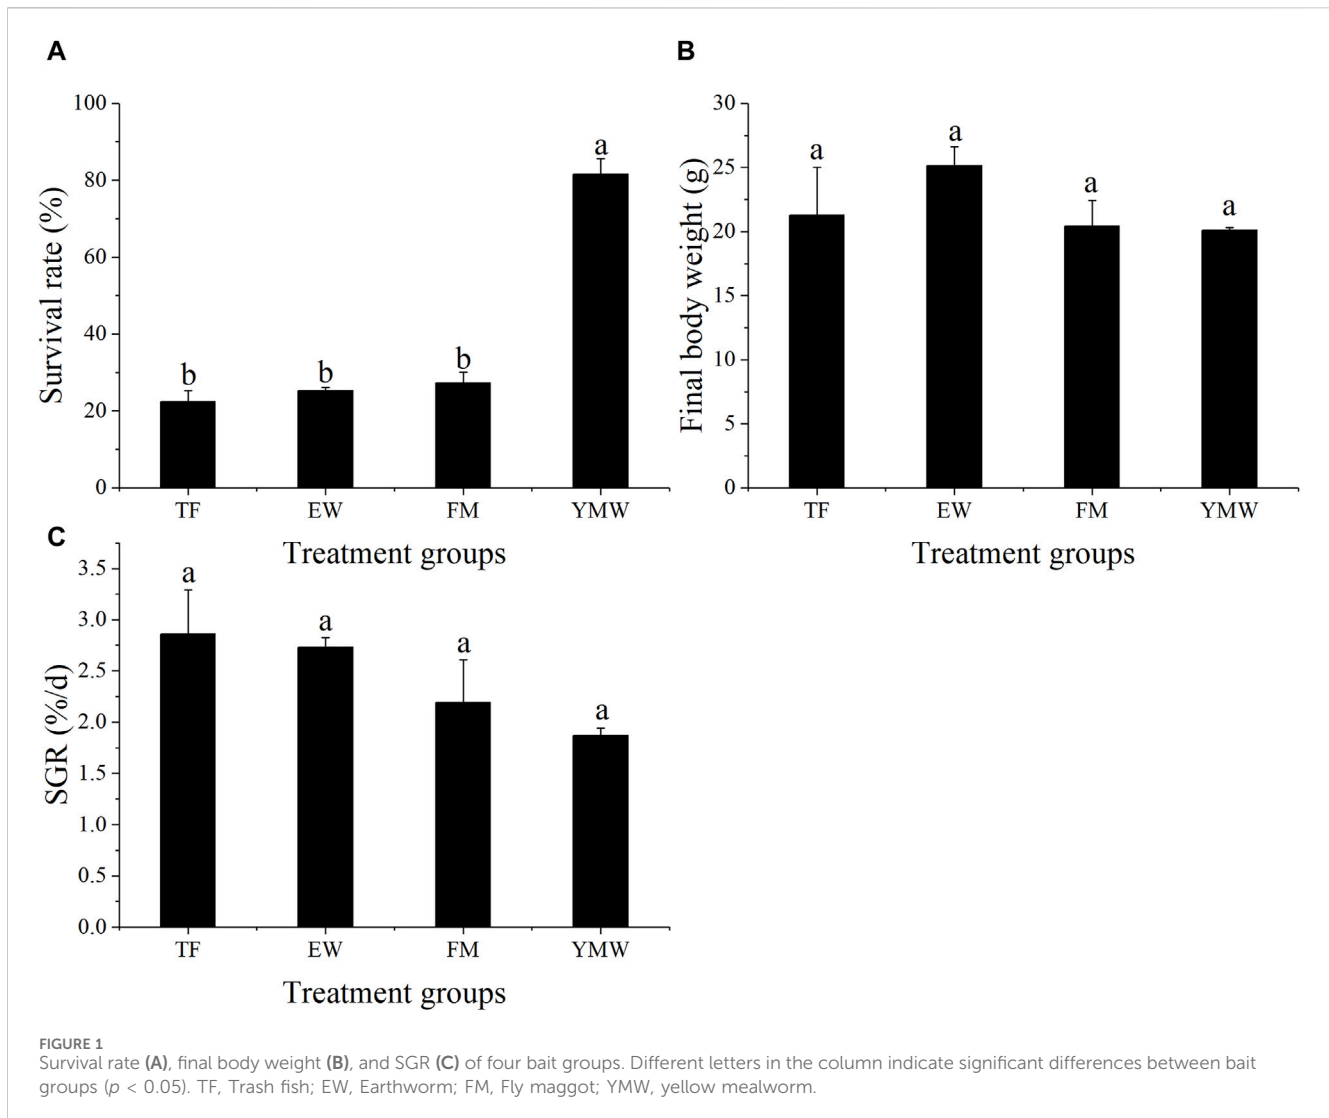 A
Survival rate (%)
100
80
60
40
20
0
b
b
b
a
TF EW FM YMW
Treatment groups
B
Final body weight (g)
30
25
20
15
10
5
0
a
a
a
a
TF EW FM YMW
Treatment groups
C
SGR (%/d)
3.5
3.0
2.5
2.0
1.5
1.0
0.5
0.0
a
a
a
a
TF EW FM YMW
Treatment groups
FIGURE 1
Survival rate (A), final body weight (B), and SGR (C) of four bait groups. Different letters in the column indicate significant differences between bait
groups (p < 0.05). TF, Trash fish; EW, Earthworm; FM, Fly maggot; YMW, yellow mealworm.